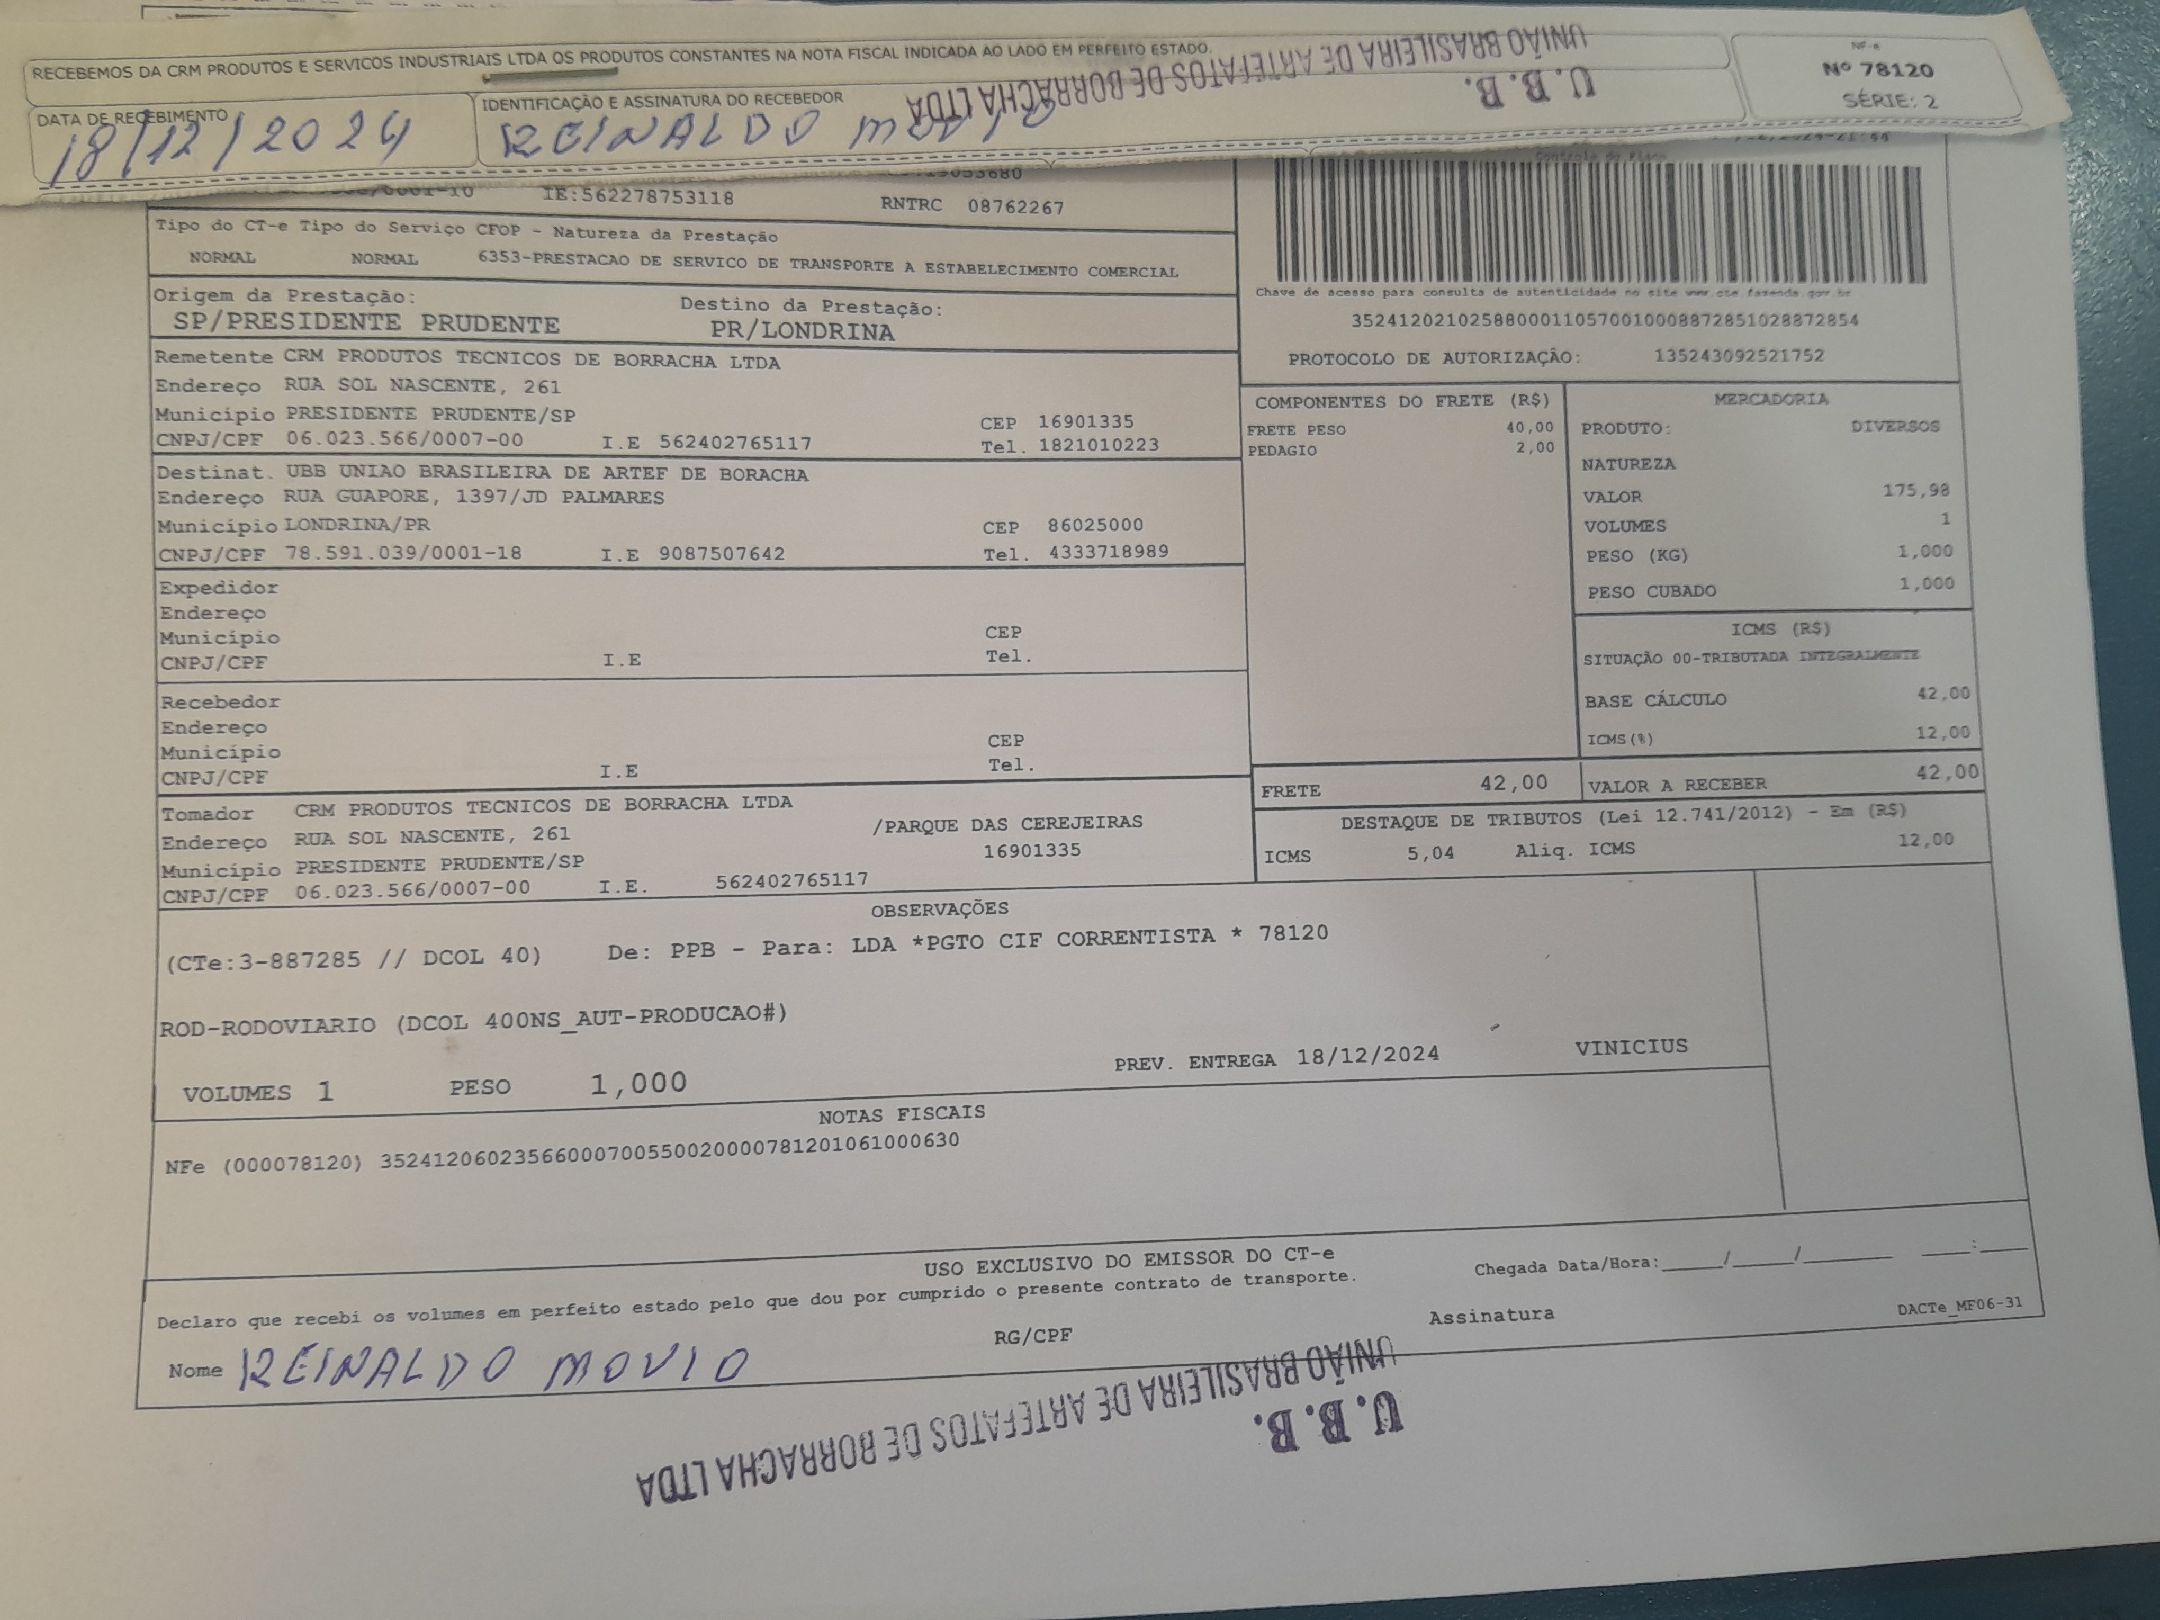 RECEBEMOS DA CRM PRODUTOS E SERVICOS INDUSTRIAIS LTDA OS PRODUTOS CONSTANTES NA NOTA FISCAL INDICADA AO LADO EM PERFEITO ESTADO.
U.B.B.
UNIÃO BRASILEIRA DE ARTEFATOS DE BORRACHA LTDA
NF-e
Nº 78120
SÉRIE: 2
DATA DE RECEBIMENTO
18/12/2024
IDENTIFICAÇÃO E ASSINATURA DO RECEBEDOR
REINALDO
IE:562278753118
RNTRC 08762267
Tipo do CT-e Tipo do Serviço CFOP - Natureza da Prestação
NORMAL NORMAL 6353-PRESTACAO DE SERVICO DE TRANSPORTE A ESTABELECIMENTO COMERCIAL
Origem da Prestação: Destino da Prestação:
SP/PRESIDENTE PRUDENTE PR/LONDRINA
Chave de acesso para consulta de autenticidade no site www.cte.fazenda.gov.br
35241202102588000110570010008872851028872854
PROTOCOLO DE AUTORIZAÇÃO: 135243092521752
Remetente CRM PRODUTOS TECNICOS DE BORRACHA LTDA
Endereço RUA SOL NASCENTE, 261
Município PRESIDENTE PRUDENTE/SP CEP 16901335
CNPJ/CPF 06.023.566/0007-00 I.E 562402765117 Tel. 1821010223
Destinat. UBB UNIAO BRASILEIRA DE ARTEF DE BORACHA
Endereço RUA GUAPORE, 1397/JD PALMARES
Município LONDRINA/PR CEP 86025000
CNPJ/CPF 78.591.039/0001-18 I.E 9087507642 Tel. 4333718989
Expedidor
Endereço
Município CEP
CNPJ/CPF I.E Tel.
Recebedor
Endereço
Município CEP
CNPJ/CPF I.E Tel.
Tomador CRM PRODUTOS TECNICOS DE BORRACHA LTDA
Endereço RUA SOL NASCENTE, 261 /PARQUE DAS CEREJEIRAS
Município PRESIDENTE PRUDENTE/SP 16901335
CNPJ/CPF 06.023.566/0007-00 I.E. 562402765117
COMPONENTES DO FRETE (R$)
FRETE PESO 40,00
PEDAGIO 2,00
MERCADORIA
PRODUTO: DIVERSOS
NATUREZA
VALOR 175,98
VOLUMES 1
PESO (KG) 1,000
PESO CUBADO 1,000
ICMS (R$)
SITUAÇÃO 00-TRIBUTADA INTEGRALMENTE
BASE CÁLCULO 42,00
ICMS(%) 12,00
FRETE 42,00 VALOR A RECEBER 42,00
DESTAQUE DE TRIBUTOS (Lei 12.741/2012) - Em (R$)
ICMS 5,04 Aliq. ICMS 12,00
OBSERVAÇÕES
(CTe:3-887285 // DCOL 40) De: PPB - Para: LDA *PGTO CIF CORRENTISTA * 78120
ROD-RODOVIARIO (DCOL 400NS_AUT-PRODUCAO#)
VOLUMES 1 PESO 1,000 PREV. ENTREGA 18/12/2024 VINICIUS
NOTAS FISCAIS
NFe (000078120) 35241206023566000700550020000781201061000630
USO EXCLUSIVO DO EMISSOR DO CT-e
Declaro que recebi os volumes em perfeito estado pelo que dou por cumprido o presente contrato de transporte.
Chegada Data/Hora:_____/_____/_______ ____:____
Nome REINALDO MOVIO RG/CPF Assinatura DACTe_MF06-31
U.B.B.
UNIÃO BRASILEIRA DE ARTEFATOS DE BORRACHA LTDA